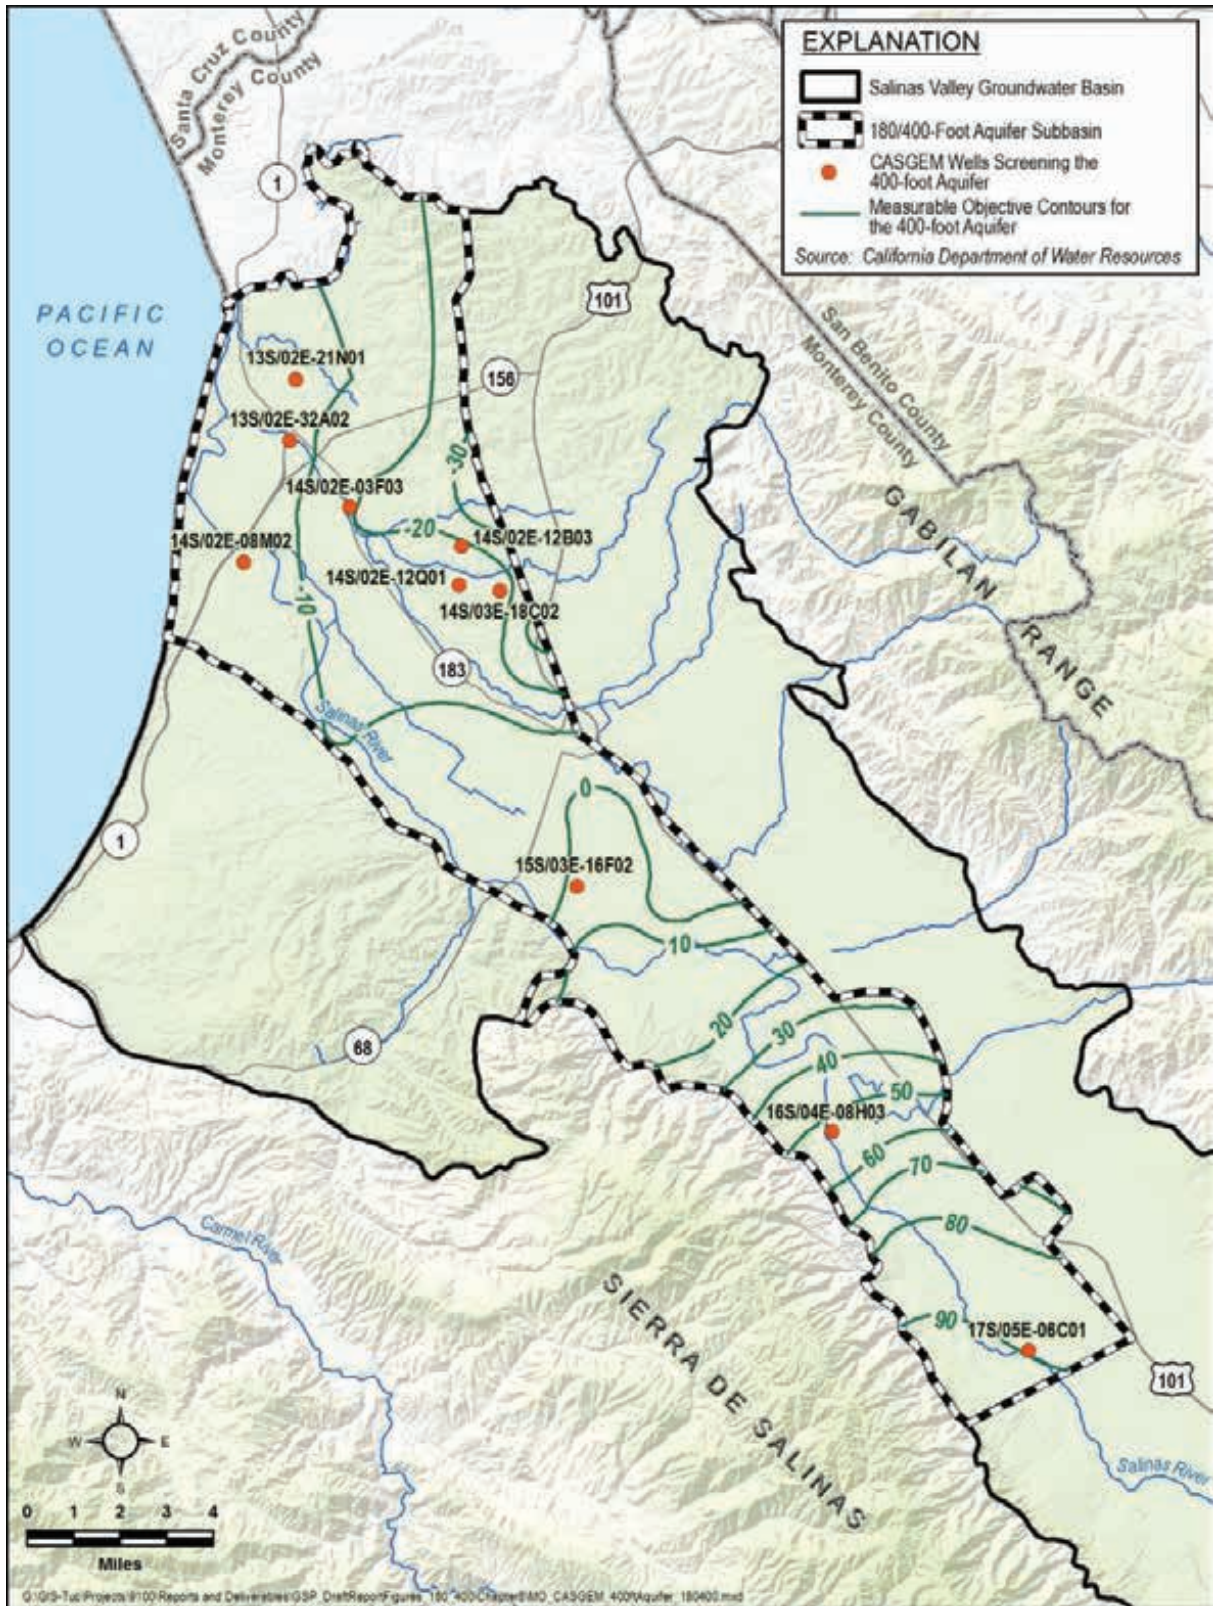 EXPLANATION
Salinas Valley Groundwater Basin
180/400-Foot Aquifer Subbasin
CASGEM Wells Screening the
400-foot Aquifer
Measurable Objective Contours for
the 400-foot Aquifer
Source: California Department of Water Resources
Santa Cruz County
Monterey County
1
PACIFIC
OCEAN
101
San Benito County
Monterey County
13S/02E-21N01
156
13S/02E-32A02
-30
14S/02E-03F03
-20
14S/02E-12B03
14S/02E-08M02
14S/02E-12Q01
14S/03E-18C02
-10
GABILAN
RANGE
183
Salinas River
0
1
15S/03E-16F02
10
20
30
68
40
50
16S/04E-08H03
60
70
80
Carmel River
SIERRA DE SALINAS
90
17S/05E-06C01
101
Salinas River
N
W
E
S
0 1 2 3 4
Miles